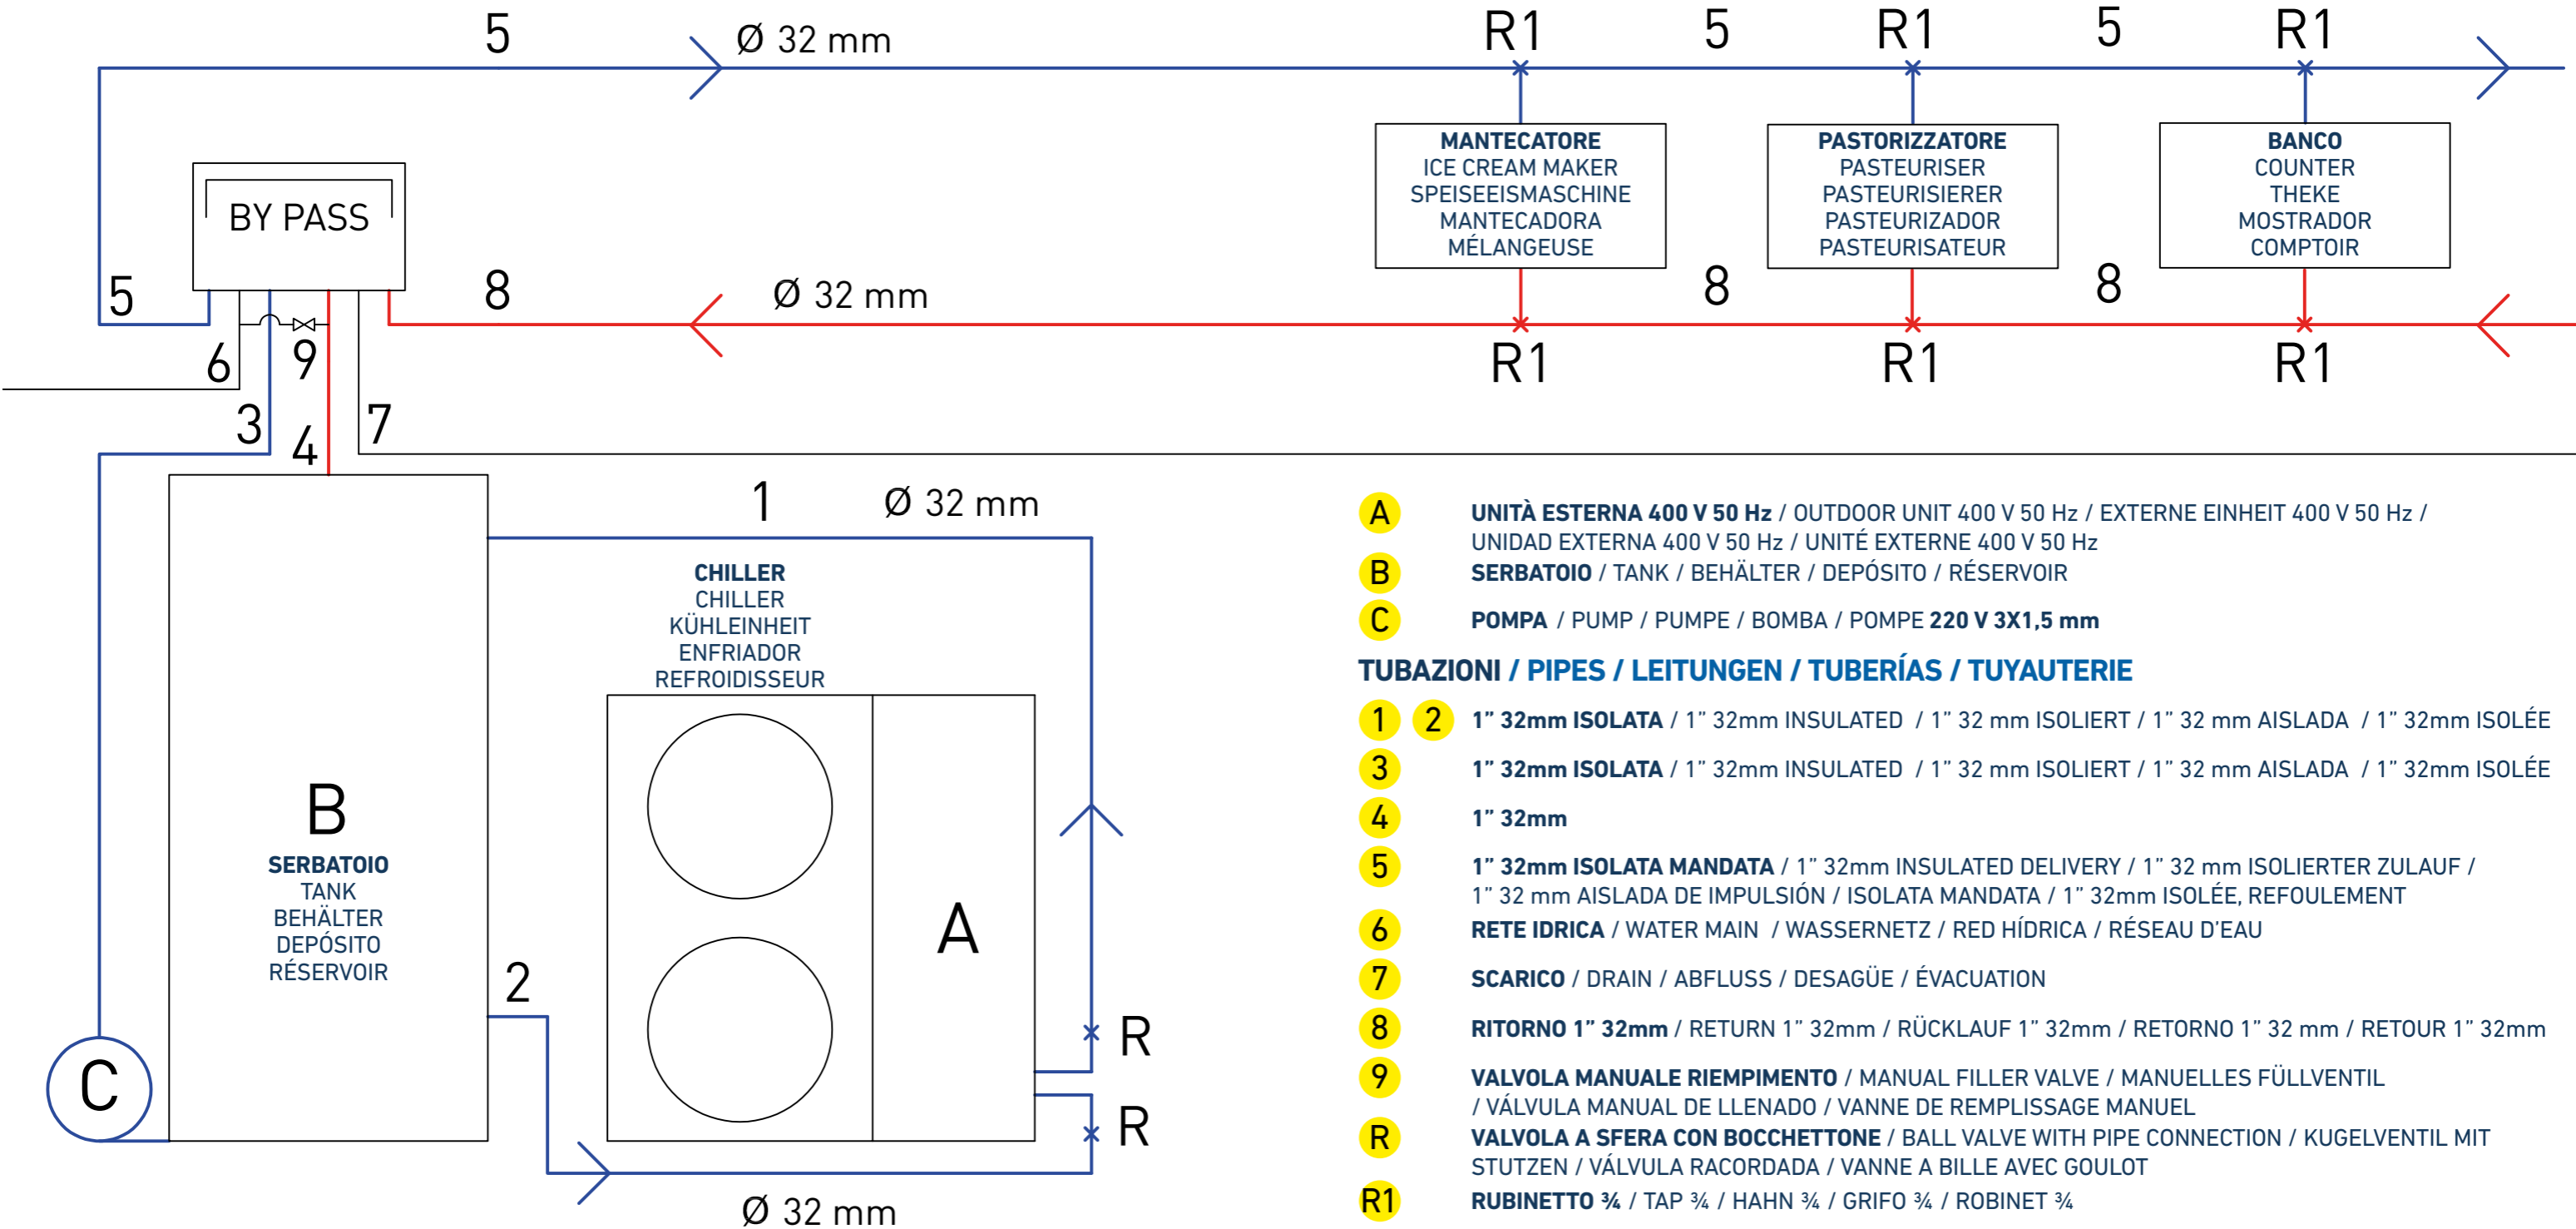 5
Ø 32 mm
R1
5
R1
5
R1
BY PASS
MANTECATORE
ICE CREAM MAKER
SPEISEEISMASCHINE
MANTECADORA
MÉLANGEUSE
PASTORIZZATORE
PASTEURISER
PASTEURISIERER
PASTEURIZADOR
PASTEURISATEUR
BANCO
COUNTER
THEKE
MOSTRADOR
COMPTOIR
5
8
Ø 32 mm
8
8
6
9
R1
R1
R1
3
4
7
1
Ø 32 mm
CHILLER
CHILLER
KÜHLEINHEIT
ENFRIADOR
REFROIDISSEUR
B
SERBATOIO
TANK
BEHÄLTER
DEPÓSITO
RÉSERVOIR
A
2
C
R
R
Ø 32 mm
A UNITÀ ESTERNA 400 V 50 Hz / OUTDOOR UNIT 400 V 50 Hz / EXTERNE EINHEIT 400 V 50 Hz /
UNIDAD EXTERNA 400 V 50 Hz / UNITÉ EXTERNE 400 V 50 Hz
B SERBATOIO / TANK / BEHÄLTER / DEPÓSITO / RÉSERVOIR
C POMPA / PUMP / PUMPE / BOMBA / POMPE 220 V 3X1,5 mm
TUBAZIONI / PIPES / LEITUNGEN / TUBERÍAS / TUYAUTERIE
1 2 1” 32mm ISOLATA / 1” 32mm INSULATED / 1” 32 mm ISOLIERT / 1” 32 mm AISLADA / 1” 32mm ISOLÉE
3 1” 32mm ISOLATA / 1” 32mm INSULATED / 1” 32 mm ISOLIERT / 1” 32 mm AISLADA / 1” 32mm ISOLÉE
4 1” 32mm
5 1” 32mm ISOLATA MANDATA / 1” 32mm INSULATED DELIVERY / 1” 32 mm ISOLIERTER ZULAUF /
1” 32 mm AISLADA DE IMPULSIÓN / ISOLATA MANDATA / 1” 32mm ISOLÉE, REFOULEMENT
6 RETE IDRICA / WATER MAIN / WASSERNETZ / RED HÍDRICA / RÉSEAU D’EAU
7 SCARICO / DRAIN / ABFLUSS / DESAGÜE / ÉVACUATION
8 RITORNO 1” 32mm / RETURN 1” 32mm / RÜCKLAUF 1” 32mm / RETORNO 1” 32 mm / RETOUR 1” 32mm
9 VALVOLA MANUALE RIEMPIMENTO / MANUAL FILLER VALVE / MANUELLES FÜLLVENTIL
/ VÁLVULA MANUAL DE LLENADO / VANNE DE REMPLISSAGE MANUEL
R VALVOLA A SFERA CON BOCCHETTONE / BALL VALVE WITH PIPE CONNECTION / KUGELVENTIL MIT
STUTZEN / VÁLVULA RACORDADA / VANNE A BILLE AVEC GOULOT
R1 RUBINETTO ¾ / TAP ¾ / HAHN ¾ / GRIFO ¾ / ROBINET ¾